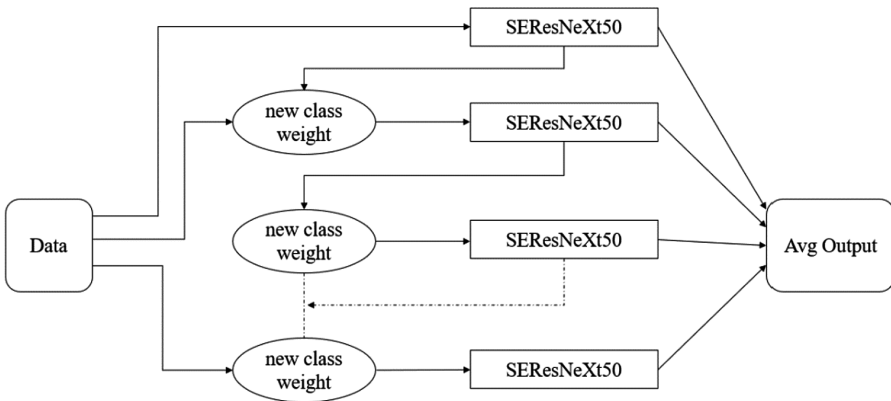 SEResNeXt50
new class
weight
SEResNeXt50
Data
new class
weight
SEResNeXt50
Avg Output
new class
weight
SEResNeXt50